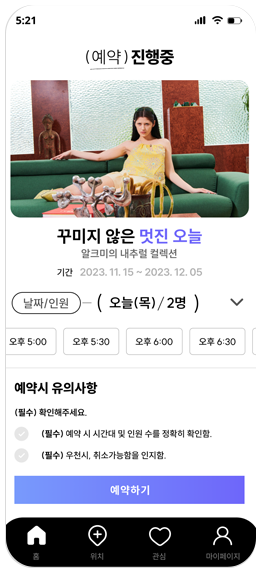 5:21
(예약) 진행중
꾸미지 않은 멋진 오늘
알크미의 내추럴 컬렉션
기간 2023. 11. 15 ~ 2023. 12. 05
날짜/인원 ( 오늘(목) / 2명 )
오후 5:00 오후 5:30 오후 6:00 오후 6:30
예약시 유의사항
(필수) 확인해주세요.
(필수) 예약 시 시간대 및 인원 수를 정확히 확인함.
(필수) 우천시, 취소가능함을 인지함.
예약하기
홈 위치 관심 마이페이지